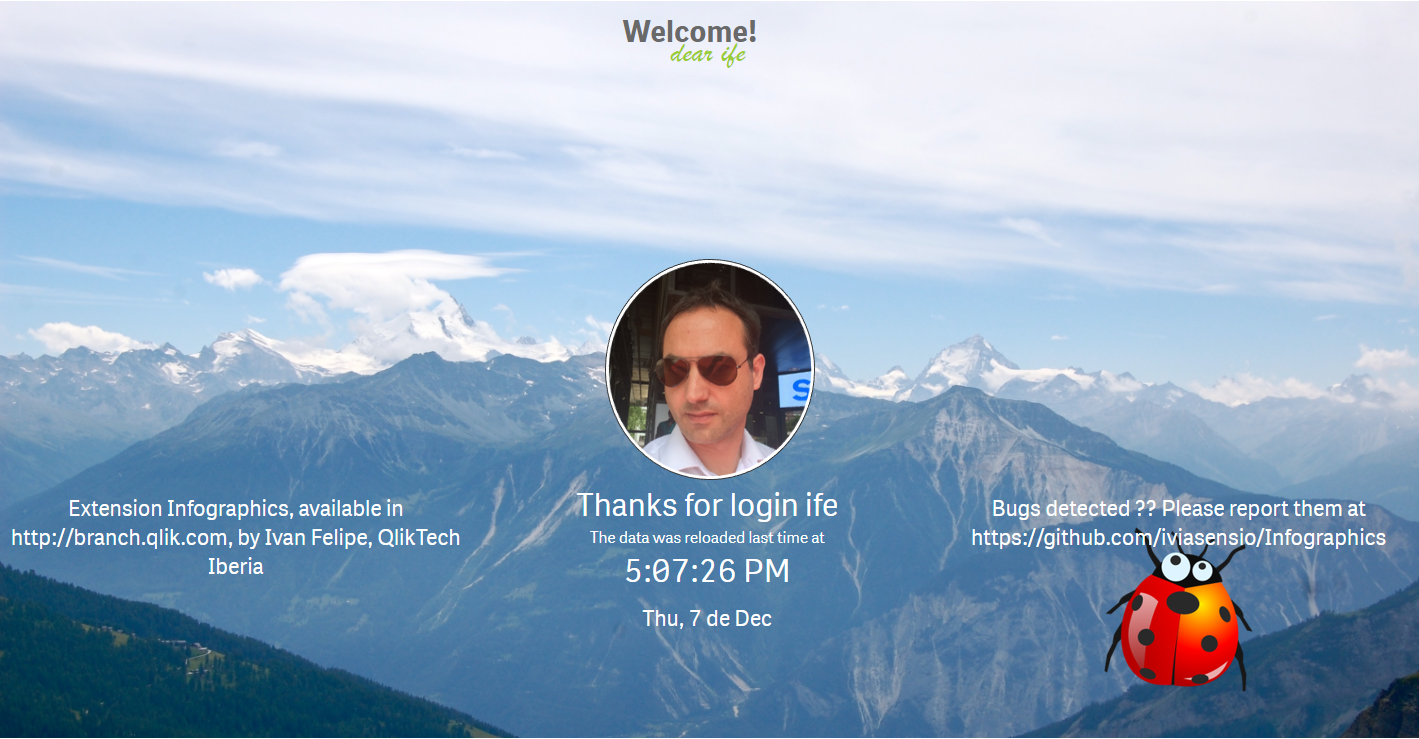 Welcome!
dear ife
S
Extension Infographics, available in
http://branch.qlik.com, by Ivan Felipe, QlikTech
Iberia
Thanks for login ife
The data was reloaded last time at
5:07:26 PM
Thu, 7 de Dec
Bugs detected ?? Please report them at
https://github.com/iviasensio/Infographics